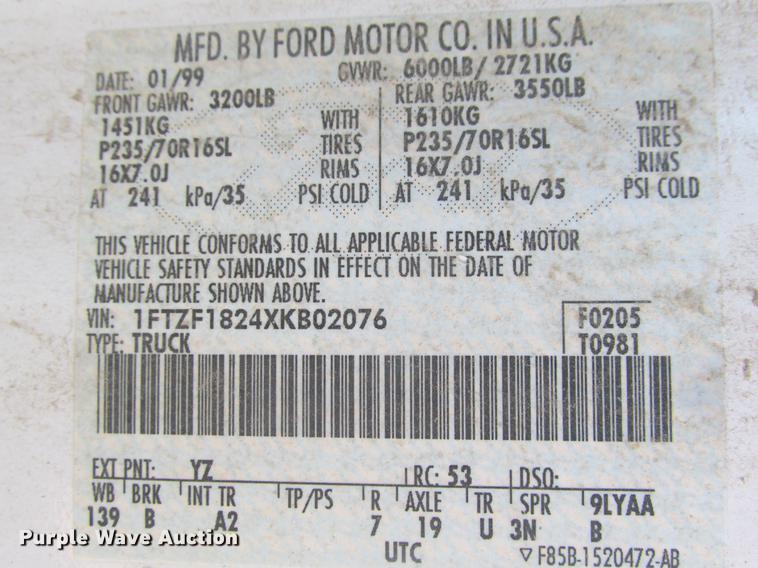 MFD. BY FORD MOTOR CO. IN U.S.A.
DATE: 01/99 GVWR: 6000LB/ 2721KG
FRONT GAWR: 3200LB REAR GAWR: 3550LB
1451KG WITH 1610KG WITH
P235/70R16SL TIRES P235/70R16SL TIRES
16X7.0J RIMS 16X7.0J RIMS
AT 241 kPa/35 PSI COLD AT 241 kPa/35 PSI COLD
THIS VEHICLE CONFORMS TO ALL APPLICABLE FEDERAL MOTOR
VEHICLE SAFETY STANDARDS IN EFFECT ON THE DATE OF
MANUFACTURE SHOWN ABOVE.
VIN: 1FTZF1824XKB02076 F0205
TYPE: TRUCK T0981
EXT PNT: YZ RC: 53 DSO:
WB BRK INT TR TP/PS R AXLE TR SPR 9LYAA
139 B A2 7 19 U 3N B
Purple Wave Auction
UTC ▽ F85B-1520472-AB